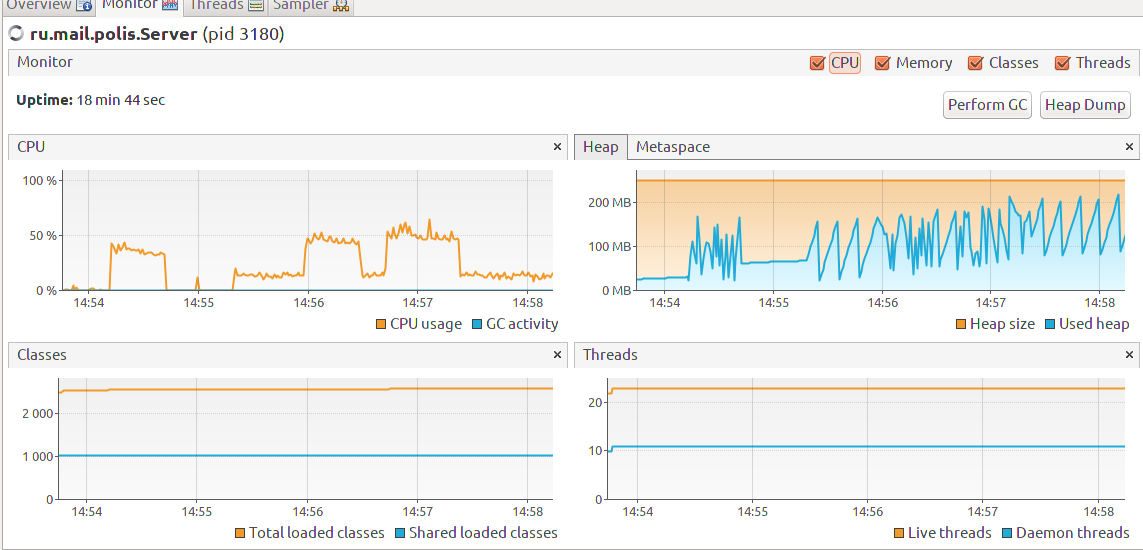 Overview Monitor Threads Sampler
ru.mail.polis.Server (pid 3180)
Monitor CPU Memory Classes Threads
Uptime: 18 min 44 sec
Perform GC Heap Dump
CPU ×
100 %
50 %
0 %
14:54 14:55 14:56 14:57 14:58
CPU usage GC activity
Heap Metaspace ×
200 MB
100 MB
0 MB
14:54 14:55 14:56 14:57 14:58
Heap size Used heap
Classes ×
2 000
1 000
0
14:54 14:55 14:56 14:57 14:58
Total loaded classes Shared loaded classes
Threads ×
20
10
0
14:54 14:55 14:56 14:57 14:58
Live threads Daemon threads